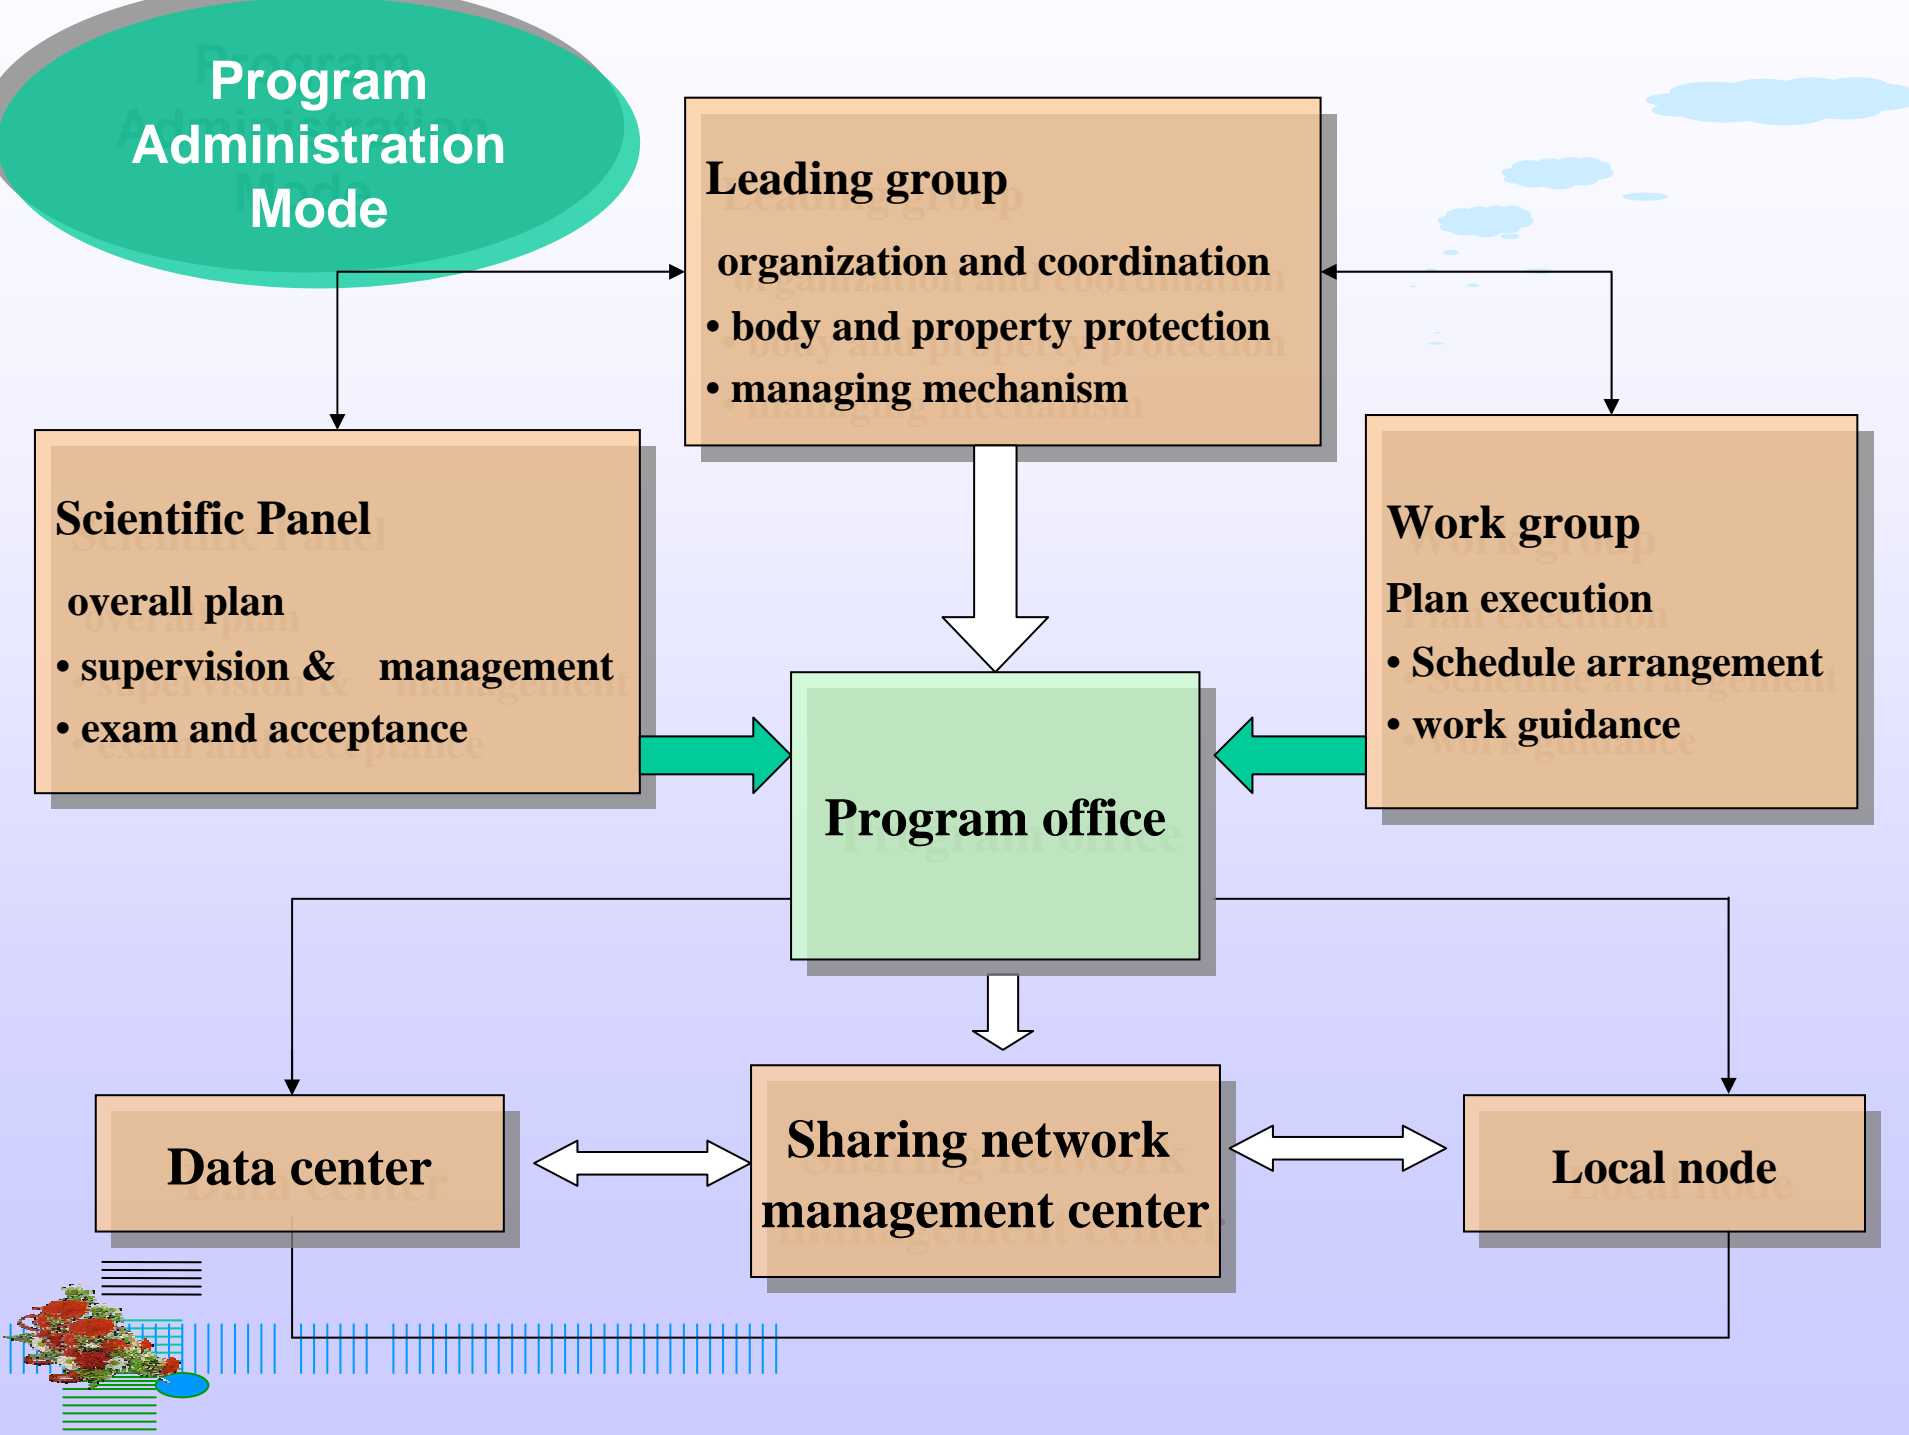 Program
Administration
Mode
Leading group
organization and coordination
• body and property protection
• managing mechanism
Scientific Panel
overall plan
• supervision & management
• exam and acceptance
Work group
Plan execution
• Schedule arrangement
• work guidance
Program office
Data center
Sharing network
management center
Local node